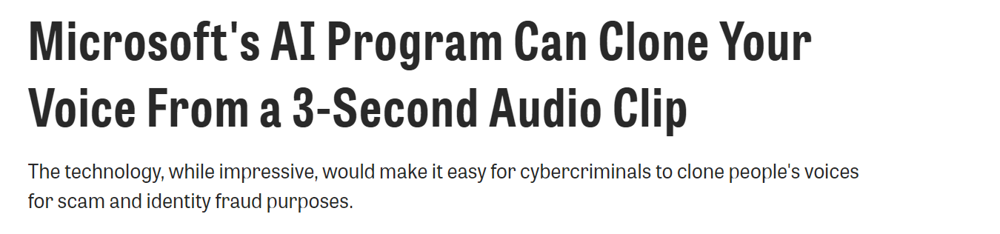 Microsoft's AI Program Can Clone Your
Voice From a 3-Second Audio Clip
The technology, while impressive, would make it easy for cybercriminals to clone people's voices
for scam and identity fraud purposes.